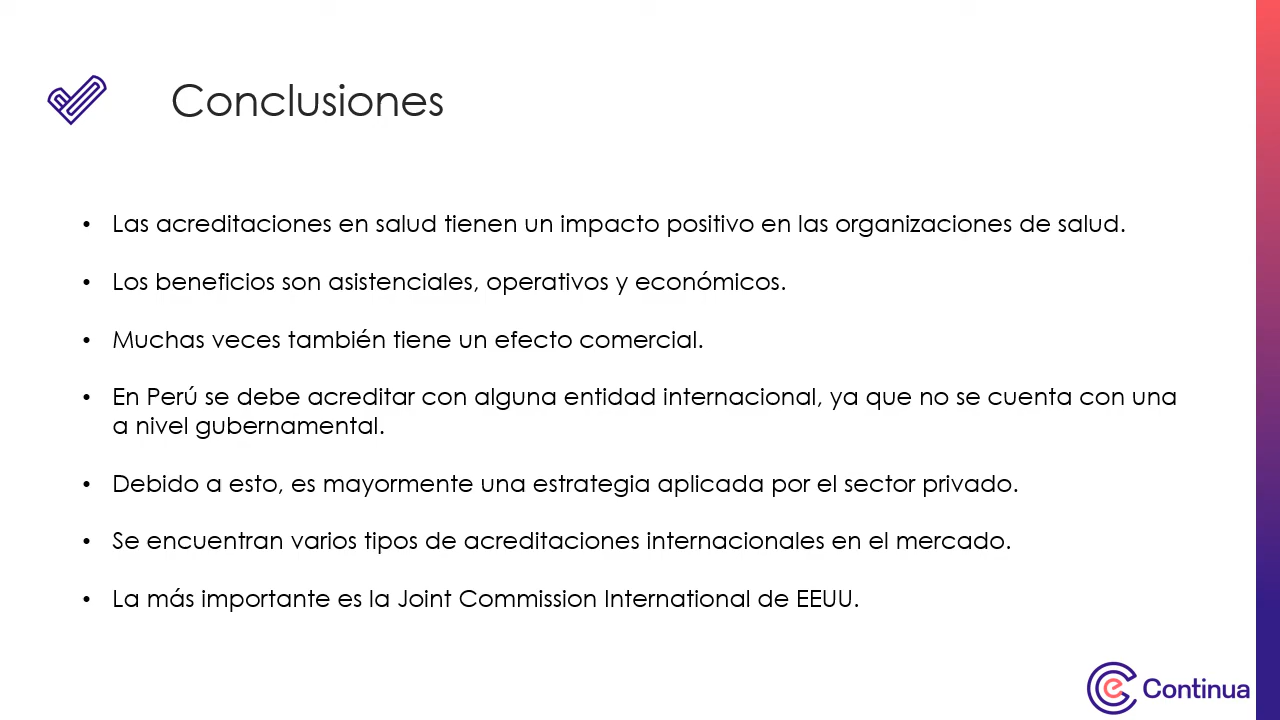 Conclusiones
• Las acreditaciones en salud tienen un impacto positivo en las organizaciones de salud.
• Los beneficios son asistenciales, operativos y económicos.
• Muchas veces también tiene un efecto comercial.
• En Perú se debe acreditar con alguna entidad internacional, ya que no se cuenta con una
a nivel gubernamental.
• Debido a esto, es mayormente una estrategia aplicada por el sector privado.
• Se encuentran varios tipos de acreditaciones internacionales en el mercado.
• La más importante es la Joint Commission International de EEUU.
Continua